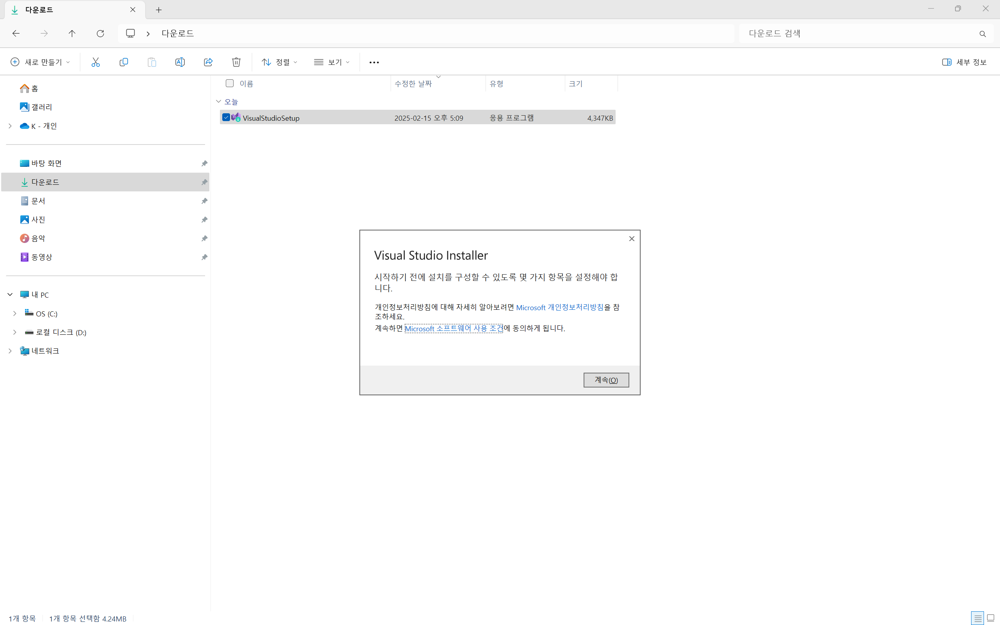 다운로드
다운로드
다운로드 검색
새로 만들기
정렬
보기
세부 정보
홈
갤러리
K - 개인
바탕 화면
다운로드
문서
사진
음악
동영상
내 PC
OS (C:)
로컬 디스크 (D:)
네트워크
이름 수정한 날짜 유형 크기
오늘
VisualStudioSetup 2025-02-15 오후 5:09 응용 프로그램 4,347KB
Visual Studio Installer
시작하기 전에 설치를 구성할 수 있도록 몇 가지 항목을 설정해야 합
니다.
개인정보처리방침에 대해 자세히 알아보려면 Microsoft 개인정보처리방침을 참
조하세요.
계속하면 Microsoft 소프트웨어 사용 조건에 동의하게 됩니다.
계속(O)
1개 항목 1개 항목 선택함 4.24MB